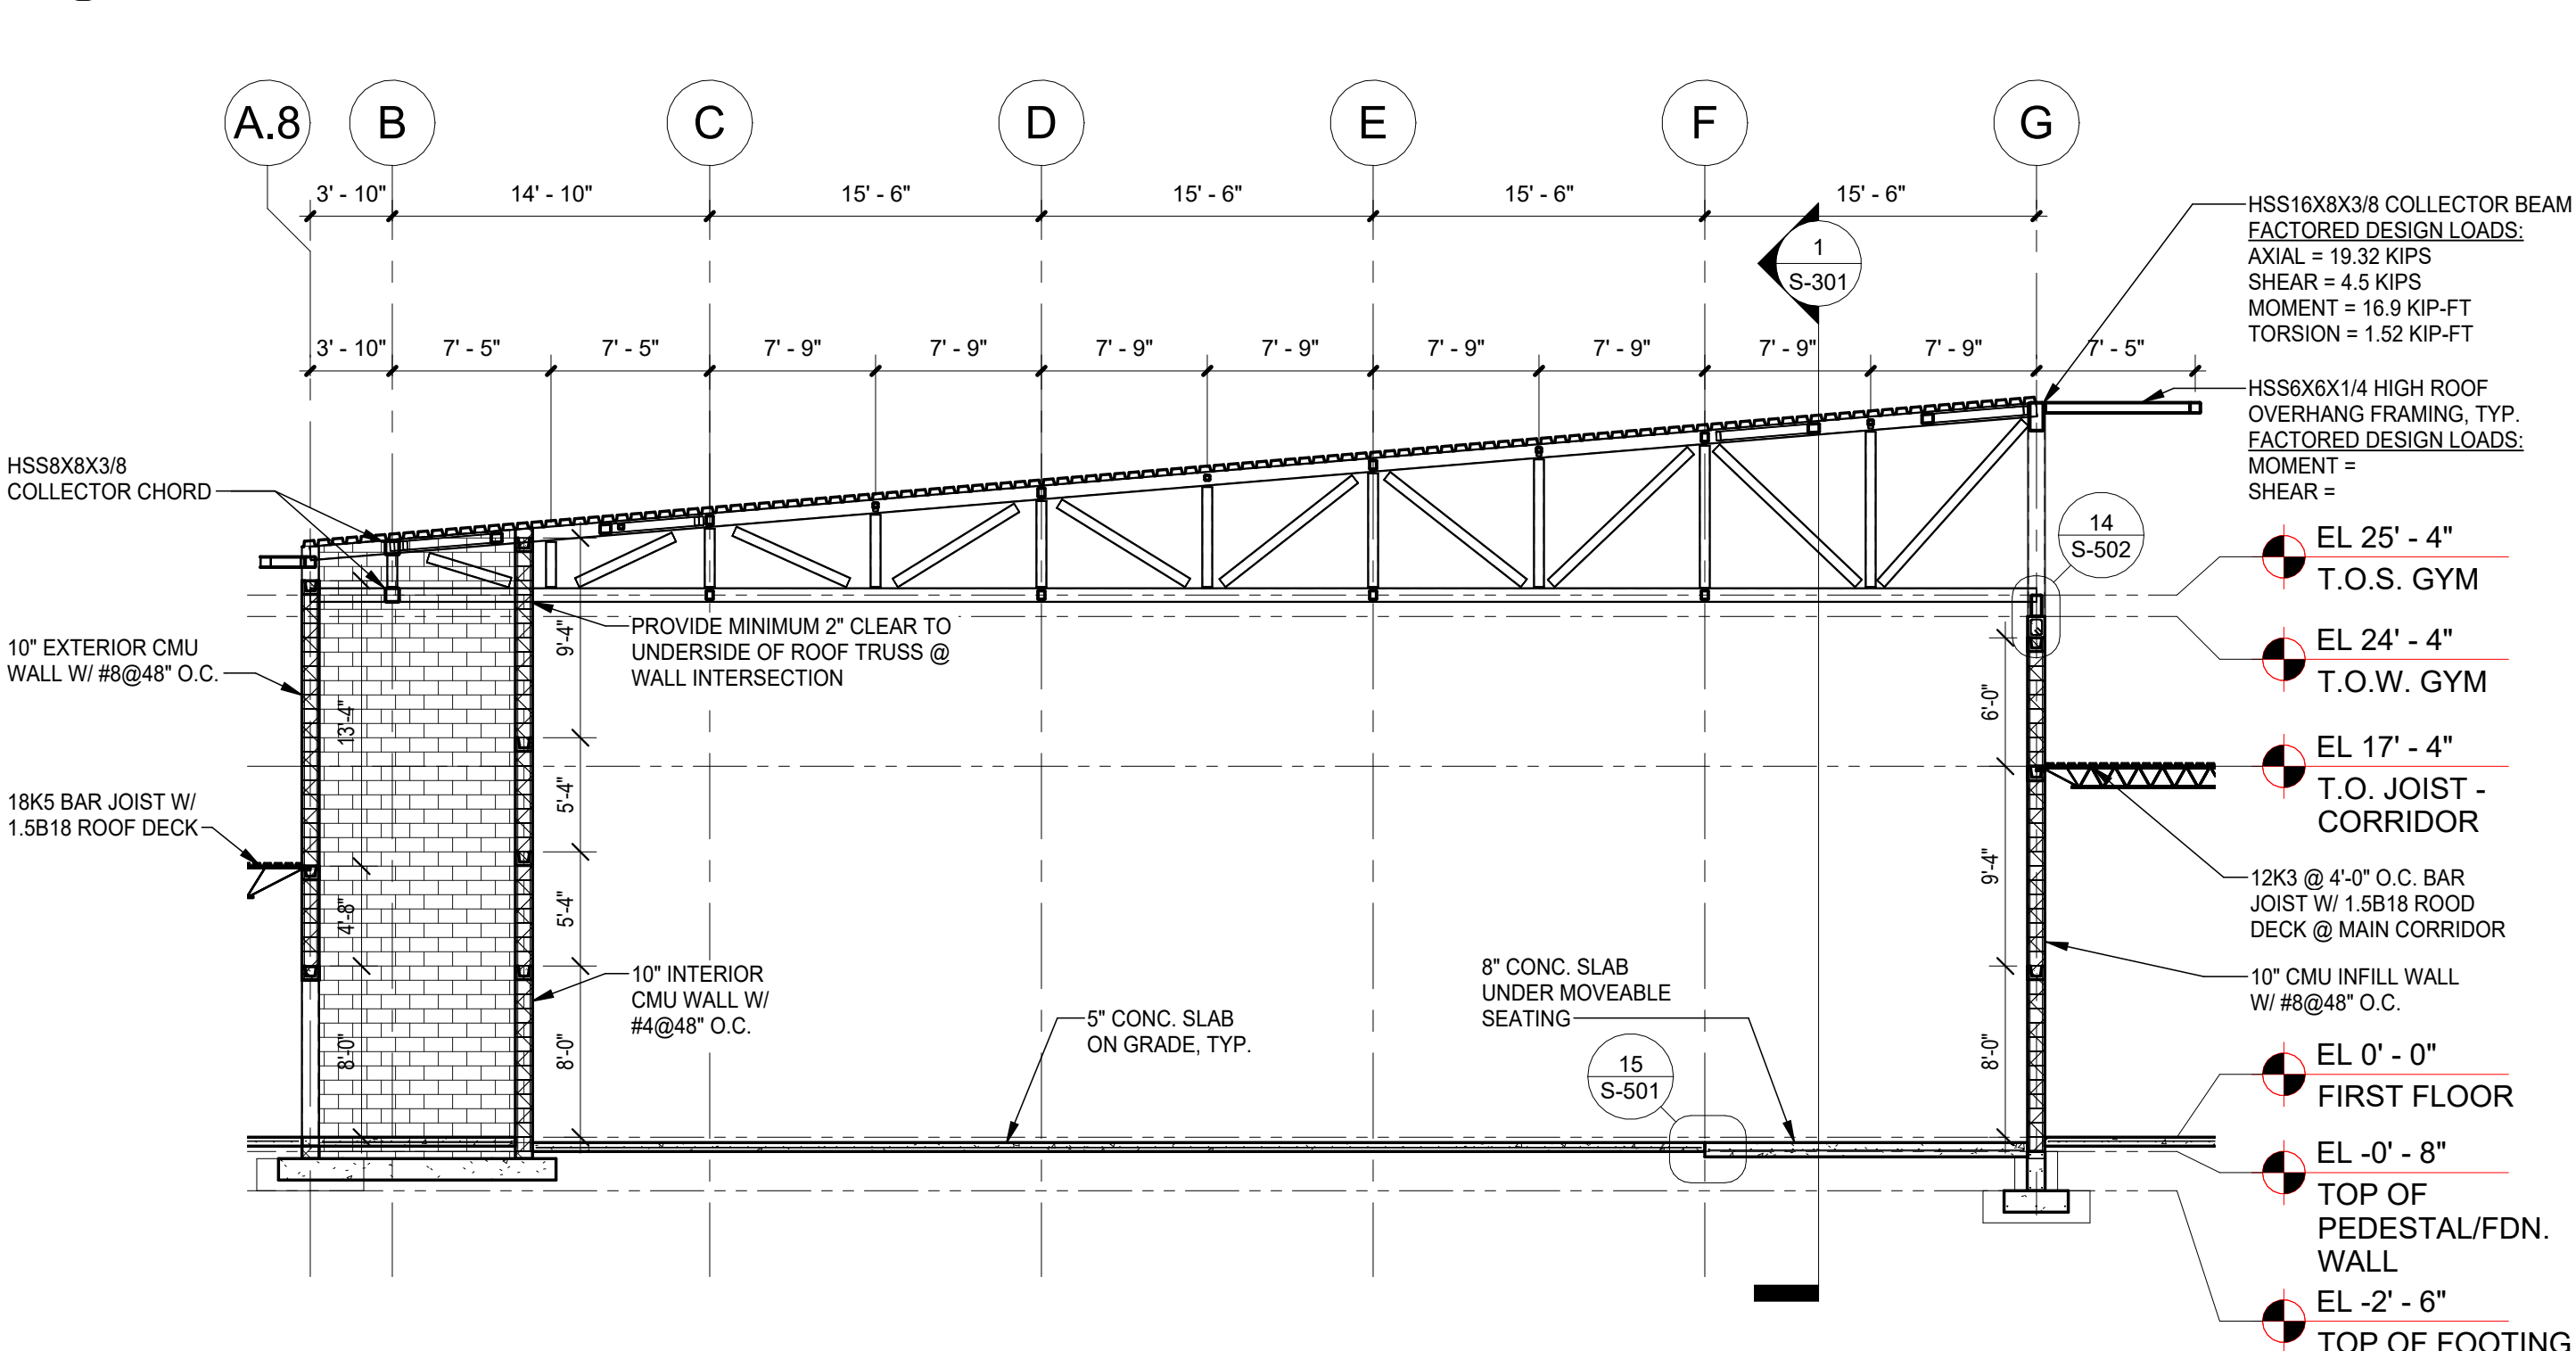 A.8 B C D E F G
3' - 10" 14' - 10" 15' - 6" 15' - 6" 15' - 6" 15' - 6"
1
S-301
3' - 10" 7' - 5" 7' - 5" 7' - 9" 7' - 9" 7' - 9" 7' - 9" 7' - 9" 7' - 9" 7' - 9" 7' - 9" 7' - 5"
HSS16X8X3/8 COLLECTOR BEAM
FACTORED DESIGN LOADS:
AXIAL = 19.32 KIPS
SHEAR = 4.5 KIPS
MOMENT = 16.9 KIP-FT
TORSION = 1.52 KIP-FT
HSS6X6X1/4 HIGH ROOF
OVERHANG FRAMING, TYP.
FACTORED DESIGN LOADS:
MOMENT =
SHEAR =
14
S-502
HSS8X8X3/8
COLLECTOR CHORD
10" EXTERIOR CMU
WALL W/ #8@48" O.C.
18K5 BAR JOIST W/
1.5B18 ROOF DECK
13'-4"
4'-8"
8'-0"
9'-4"
5'-4"
5'-4"
8'-0"
PROVIDE MINIMUM 2" CLEAR TO
UNDERSIDE OF ROOF TRUSS @
WALL INTERSECTION
10" INTERIOR
CMU WALL W/
#4@48" O.C.
5" CONC. SLAB
ON GRADE, TYP.
8" CONC. SLAB
UNDER MOVEABLE
SEATING
15
S-501
6'-0"
9'-4"
8'-0"
EL 25' - 4"
T.O.S. GYM
EL 24' - 4"
T.O.W. GYM
EL 17' - 4"
T.O. JOIST -
CORRIDOR
12K3 @ 4'-0" O.C. BAR
JOIST W/ 1.5B18 ROOD
DECK @ MAIN CORRIDOR
10" CMU INFILL WALL
W/ #8@48" O.C.
EL 0' - 0"
FIRST FLOOR
EL -0' - 8"
TOP OF
PEDESTAL/FDN.
WALL
EL -2' - 6"
TOP OF FOOTING